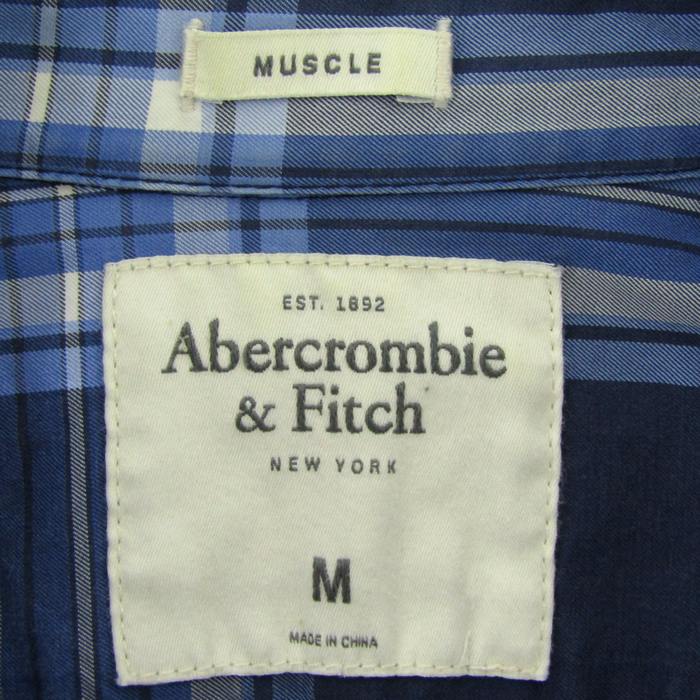 MUSCLE
EST. 1892
Abercrombie
& Fitch
NEW YORK
M
MADE IN CHINA